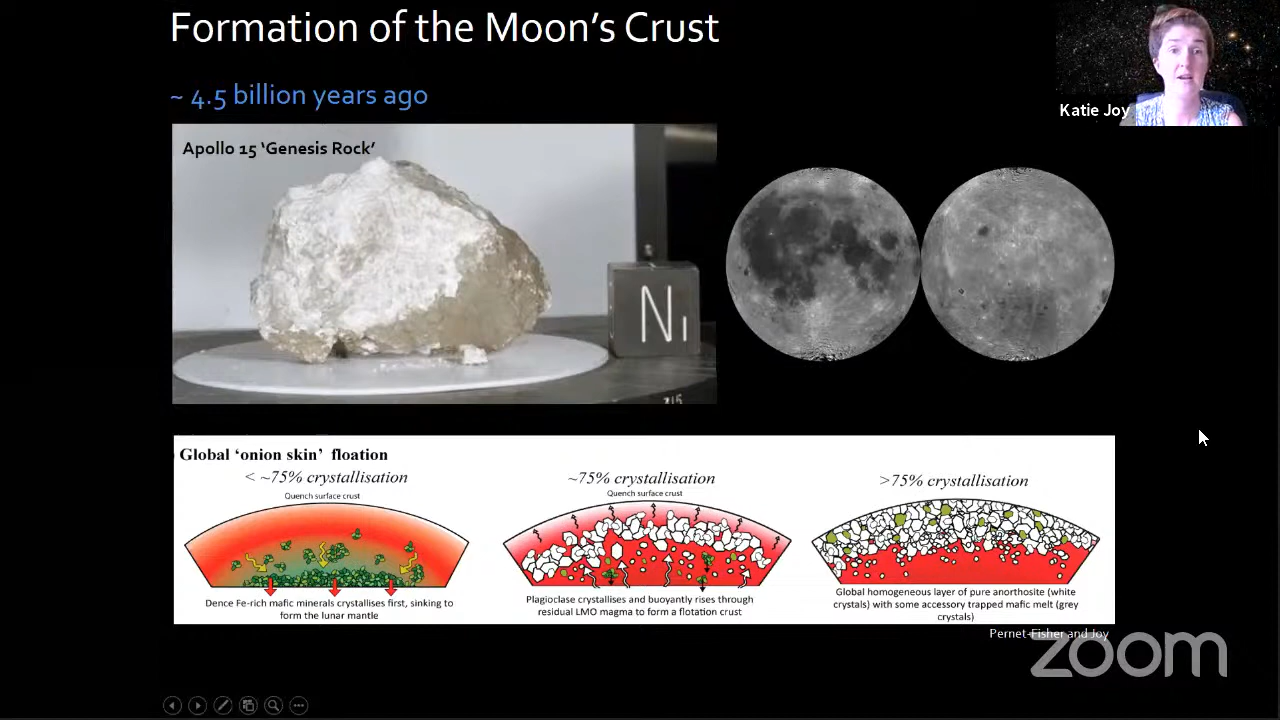 Formation of the Moon's Crust
~ 4.5 billion years ago
Katie Joy
Apollo 15 'Genesis Rock'
N1
Global 'onion skin' floation
< ~75% crystallisation
Quench surface crust
Dence Fe-rich mafic minerals crystallises first, sinking to
form the lunar mantle
~75% crystallisation
Quench surface crust
Plagioclase crystallises and buoyantly rises through
residual LMO magma to form a flotation crust
>75% crystallisation
Global homogeneous layer of pure anorthosite (white
crystals) with some accessory trapped mafic melt (grey
crystals)
Pernet-Fisher and Joy
zoom